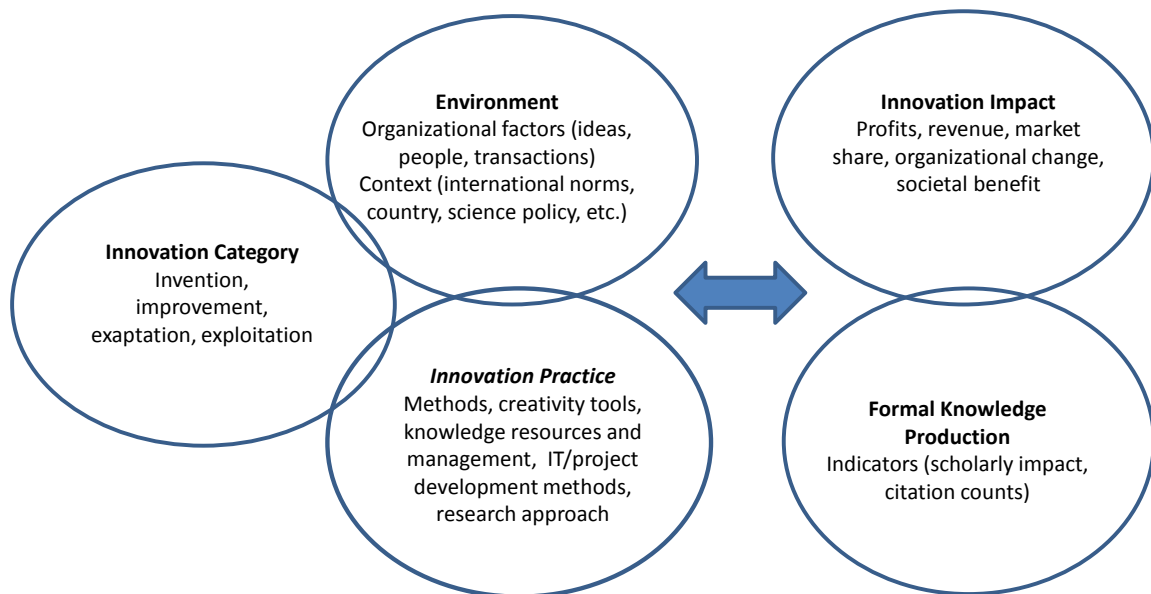 Environment
Organizational factors (ideas,
people, transactions)
Context (international norms,
country, science policy, etc.)
Innovation Impact
Profits, revenue, market
share, organizational change,
societal benefit
Innovation Category
Invention,
improvement,
exaptation, exploitation
Innovation Practice
Methods, creativity tools,
knowledge resources and
management,  IT/project
development methods,
research approach
Formal Knowledge
Production
Indicators (scholarly impact,
citation counts)